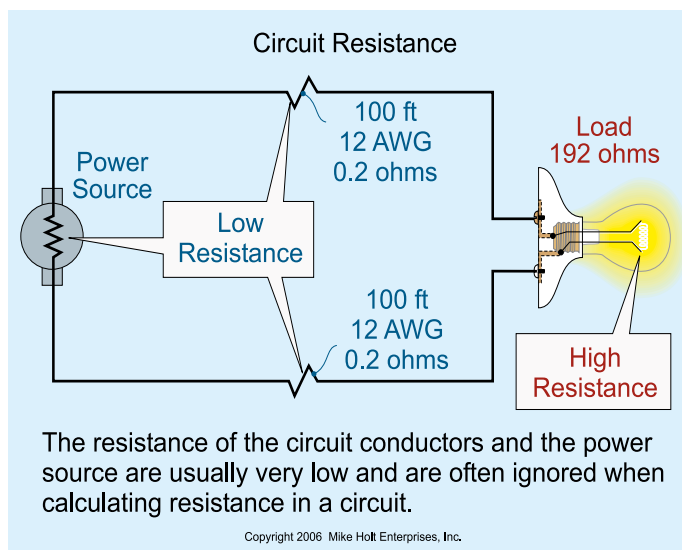 Circuit Resistance
100 ft
12 AWG
0.2 ohms
Load
192 ohms
Power
Source
Low
Resistance
100 ft
12 AWG
0.2 ohms
High
Resistance
The resistance of the circuit conductors and the power
source are usually very low and are often ignored when
calculating resistance in a circuit.
Copyright 2006 Mike Holt Enterprises, Inc.